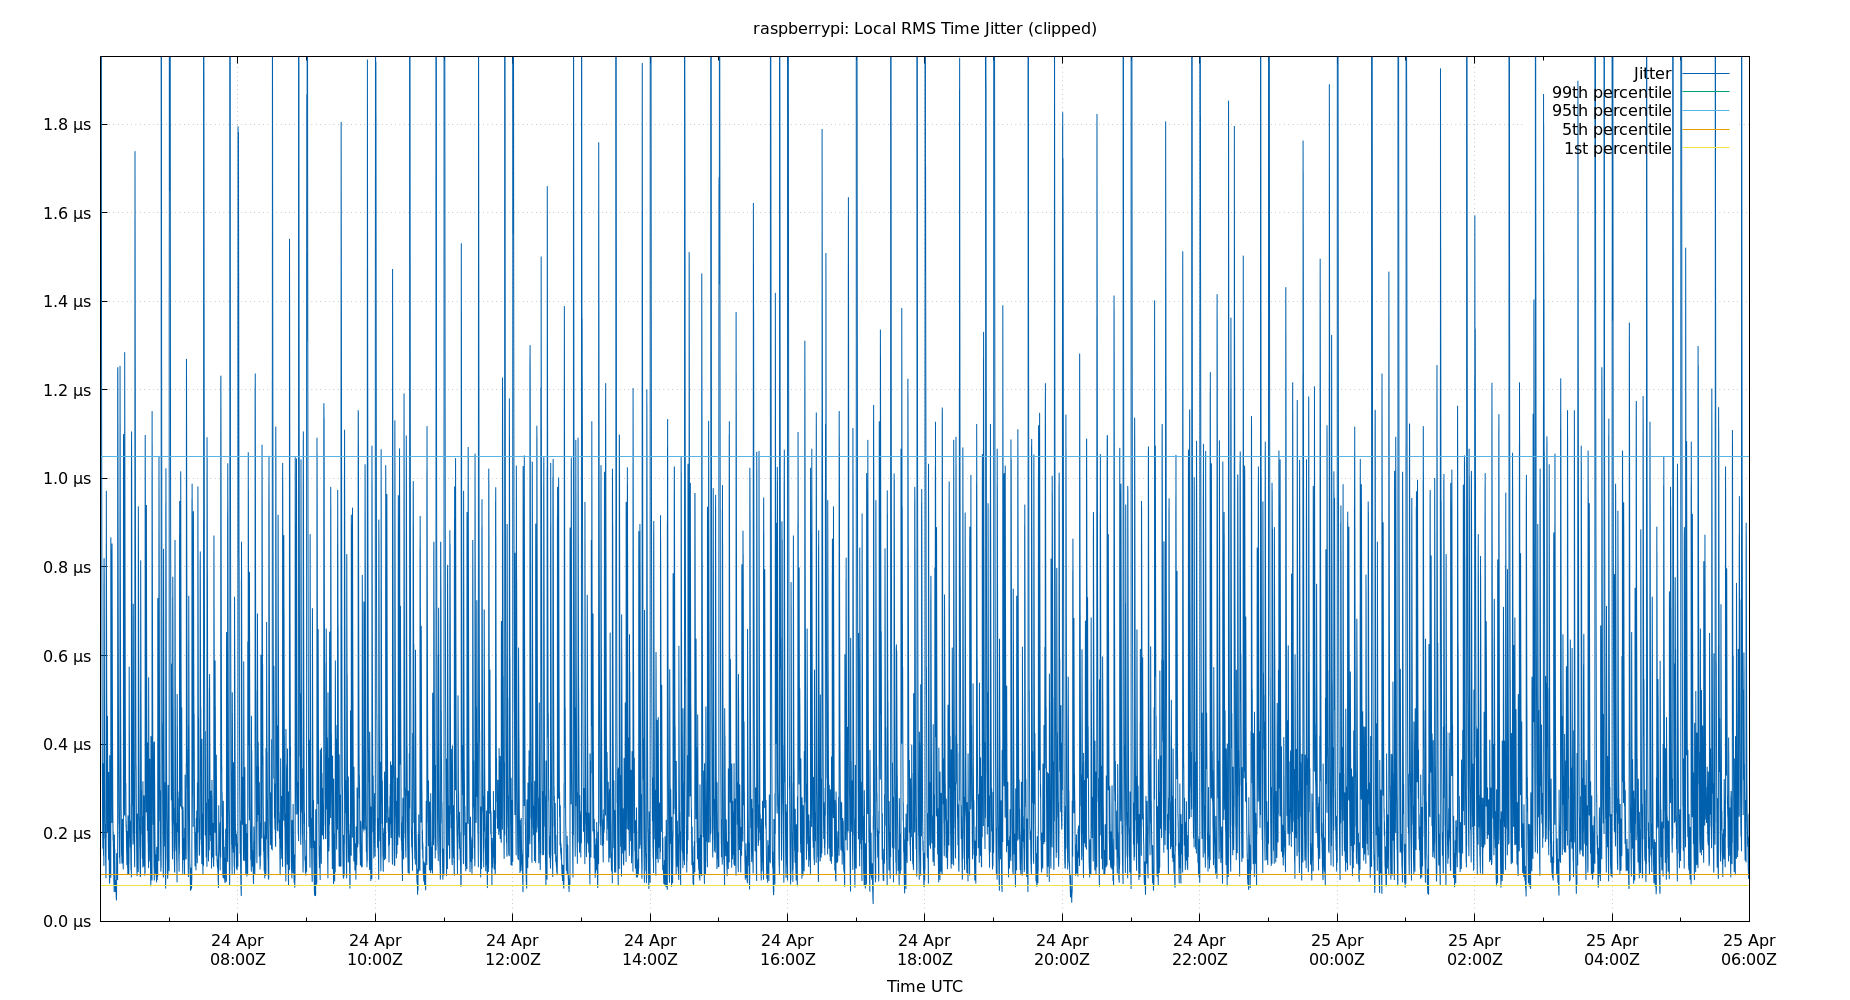 raspberrypi: Local RMS Time Jitter (clipped)
Jitter
99th percentile
95th percentile
5th percentile
1st percentile
1.8 µs
1.6 µs
1.4 µs
1.2 µs
1.0 µs
0.8 µs
0.6 µs
0.4 µs
0.2 µs
0.0 µs
24 Apr 24 Apr 24 Apr 24 Apr 24 Apr 24 Apr 24 Apr 24 Apr 25 Apr 25 Apr 25 Apr 25 Apr
08:00Z 10:00Z 12:00Z 14:00Z 16:00Z 18:00Z 20:00Z 22:00Z 00:00Z 02:00Z 04:00Z 06:00Z
Time UTC